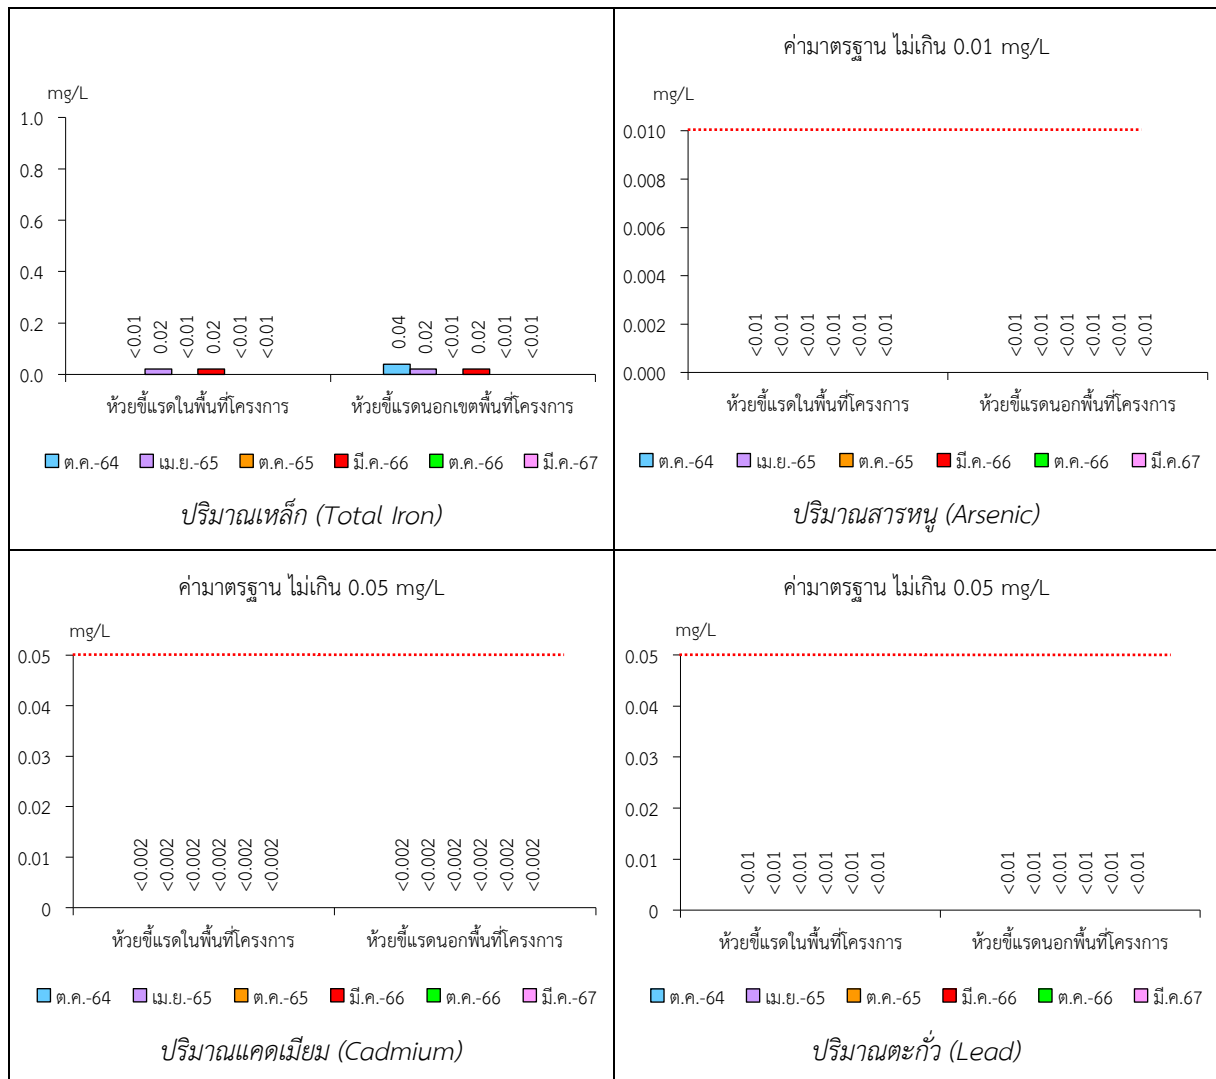 mg/L
1.0
0.8
0.6
0.4
0.2
0.0
<0.01 0.02 <0.01 0.02 <0.01 <0.01
0.04 0.02 <0.01 0.02 <0.01 <0.01
ห้วยขี้แรดในพื้นที่โครงการ ห้วยขี้แรดนอกเขตพื้นที่โครงการ
ต.ค.-64 เม.ย.-65 ต.ค.-65 มี.ค.-66 ต.ค.-66 มี.ค.-67
ปริมาณเหล็ก (Total Iron)
ค่ามาตรฐาน ไม่เกิน 0.01 mg/L
mg/L
0.010
0.008
0.006
0.004
0.002
0.000
<0.01 <0.01 <0.01 <0.01 <0.01 <0.01
<0.01 <0.01 <0.01 <0.01 <0.01 <0.01
ห้วยขี้แรดในพื้นที่โครงการ ห้วยขี้แรดนอกพื้นที่โครงการ
ต.ค.-64 เม.ย.-65 ต.ค.-65 มี.ค.-66 ต.ค.-66 มี.ค.67
ปริมาณสารหนู (Arsenic)
ค่ามาตรฐาน ไม่เกิน 0.05 mg/L
mg/L
0.05
0.04
0.03
0.02
0.01
0
<0.002 <0.002 <0.002 <0.002 <0.002 <0.002
<0.002 <0.002 <0.002 <0.002 <0.002 <0.002
ห้วยขี้แรดในพื้นที่โครงการ ห้วยขี้แรดนอกพื้นที่โครงการ
ต.ค.-64 เม.ย.-65 ต.ค.-65 มี.ค.-66 ต.ค.-66 มี.ค.67
ปริมาณแคดเมียม (Cadmium)
ค่ามาตรฐาน ไม่เกิน 0.05 mg/L
mg/L
0.05
0.04
0.03
0.02
0.01
0
<0.01 <0.01 <0.01 <0.01 <0.01 <0.01
<0.01 <0.01 <0.01 <0.01 <0.01 <0.01
ห้วยขี้แรดในพื้นที่โครงการ ห้วยขี้แรดนอกพื้นที่โครงการ
ต.ค.-64 เม.ย.-65 ต.ค.-65 มี.ค.-66 ต.ค.-66 มี.ค.67
ปริมาณตะกั่ว (Lead)